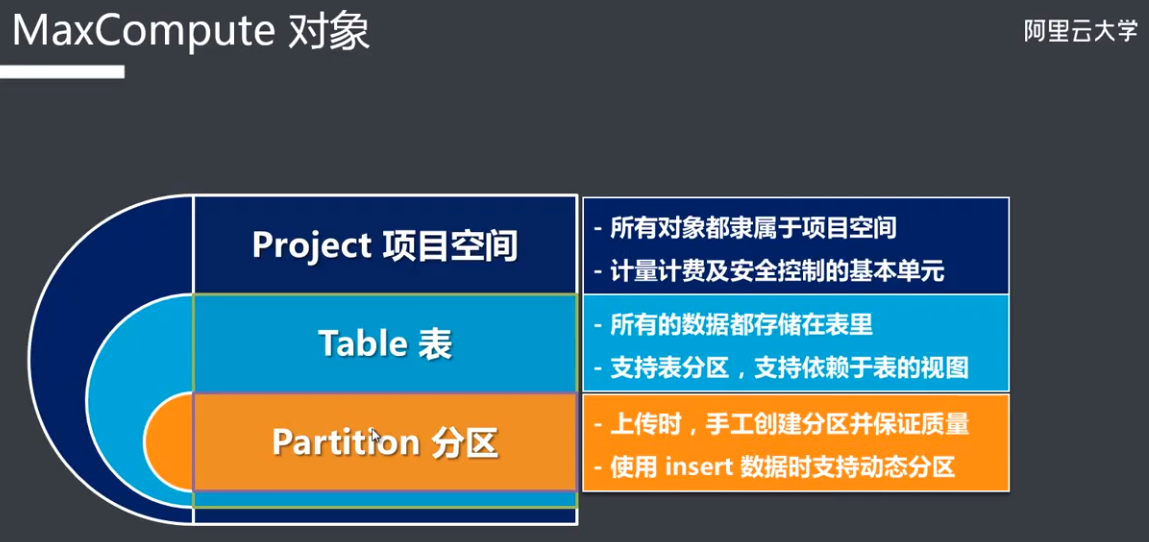 MaxCompute 对象
阿里云大学
Project 项目空间
- 所有对象都隶属于项目空间
- 计量计费及安全控制的基本单元
Table 表
- 所有的数据都存储在表里
- 支持表分区，支持依赖于表的视图
Partition 分区
- 上传时，手工创建分区并保证质量
- 使用 insert 数据时支持动态分区